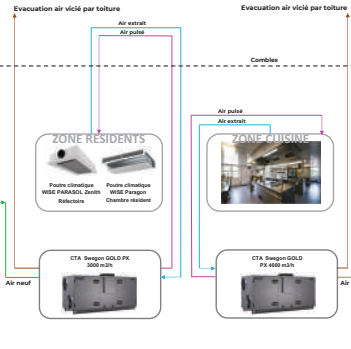 Evacuation air vicié par toiture
Evacuation air vicié par toiture
Air extrait
Air pulsé
Combles
Air pulsé
Air extrait
ZONE RÉSIDENTS
ZONE CUISINE
Poutre climatique
WISE PARASOL Zenith
Réfectoire
Poutre climatique
WISE Paragon
Chambre résident
CTA Swegon GOLD PX
3000 m3/h
CTA Swegon GOLD
PX 4000 m3/h
Air neuf
Air